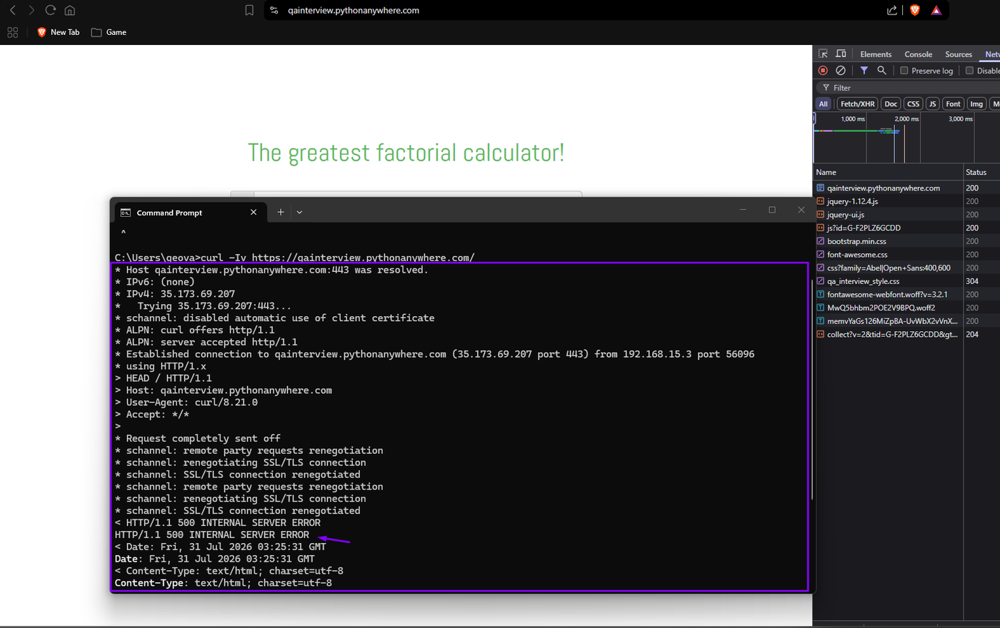 qainterview.pythonanywhere.com
New Tab
Game
Elements
Console
Sources
Netw
Preserve log
Disable
Filter
All
Fetch/XHR
Doc
CSS
JS
Font
Img
1,000 ms
2,000 ms
3,000 ms
Name
Status
qainterview.pythonanywhere.com 200
jquery-1.12.4.js 200
jquery-ui.js 200
js?id=G-F2PLZ6GCDD 200
bootstrap.min.css 200
font-awesome.css 200
css?family=Abel|Open+Sans:400,600 200
qa_interview_style.css 304
fontawesome-webfont.woff?v=3.2.1 200
MwQ5bhbm2POE2V9BPQ.woff2 200
memvYaGs126MiZpBA-UvWbX2vVnX... 200
collect?v=2&tid=G-F2PLZ6GCDD&gt... 204
The greatest factorial calculator!
Command Prompt
^
C:\Users\geova>curl -Iv https://qainterview.pythonanywhere.com/
* Host qainterview.pythonanywhere.com:443 was resolved.
* IPv6: (none)
* IPv4: 35.173.69.207
*   Trying 35.173.69.207:443...
* schannel: disabled automatic use of client certificate
* ALPN: curl offers http/1.1
* ALPN: server accepted http/1.1
* Established connection to qainterview.pythonanywhere.com (35.173.69.207 port 443) from 192.168.15.3 port 56096
* using HTTP/1.x
> HEAD / HTTP/1.1
> Host: qainterview.pythonanywhere.com
> User-Agent: curl/8.21.0
> Accept: */*
>
* Request completely sent off
* schannel: remote party requests renegotiation
* schannel: renegotiating SSL/TLS connection
* schannel: SSL/TLS connection renegotiated
* schannel: remote party requests renegotiation
* schannel: renegotiating SSL/TLS connection
* schannel: SSL/TLS connection renegotiated
< HTTP/1.1 500 INTERNAL SERVER ERROR
HTTP/1.1 500 INTERNAL SERVER ERROR
< Date: Fri, 31 Jul 2026 03:25:31 GMT
Date: Fri, 31 Jul 2026 03:25:31 GMT
< Content-Type: text/html; charset=utf-8
Content-Type: text/html; charset=utf-8